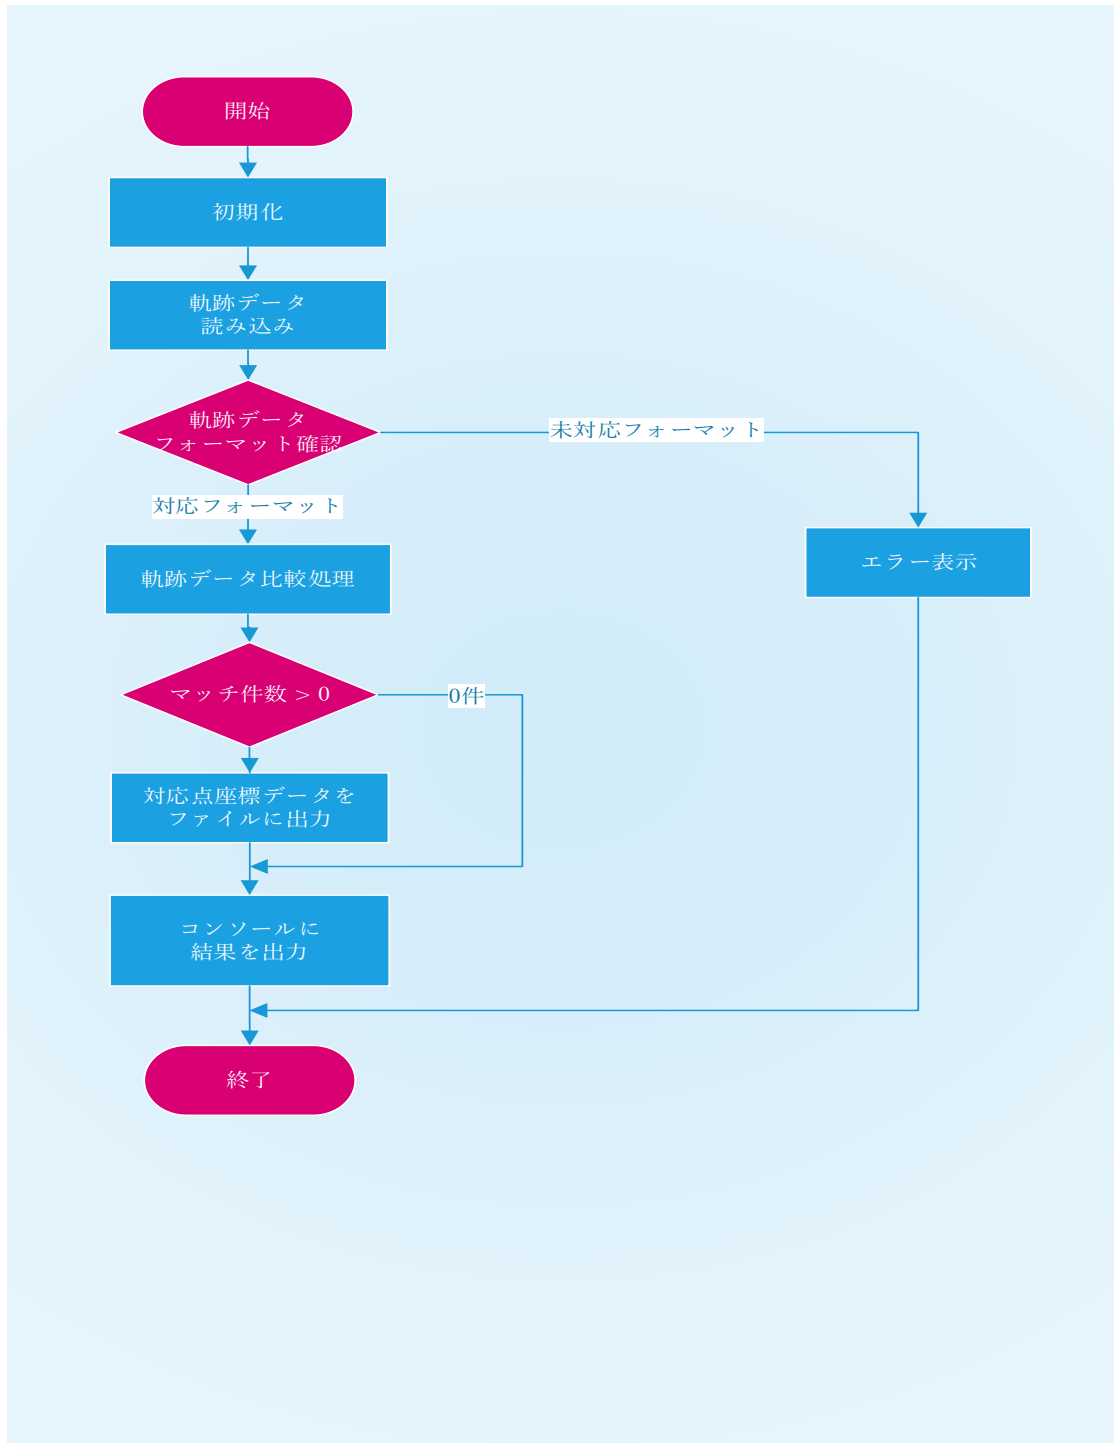 開始
初期化
軌跡データ
読み込み
軌跡データ
フォーマット確認
未対応フォーマット
対応フォーマット
エラー表示
軌跡データ比較処理
マッチ件数 > 0
0件
対応点座標データを
ファイルに出力
コンソールに
結果を出力
終了